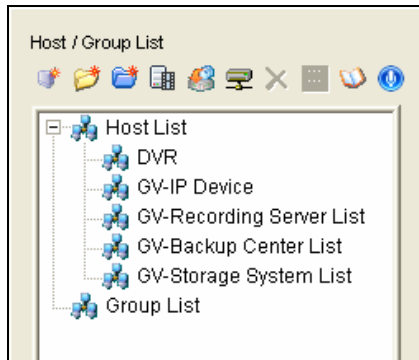 Host / Group List
Host List
DVR
GV-IP Device
GV-Recording Server List
GV-Backup Center List
GV-Storage System List
Group List